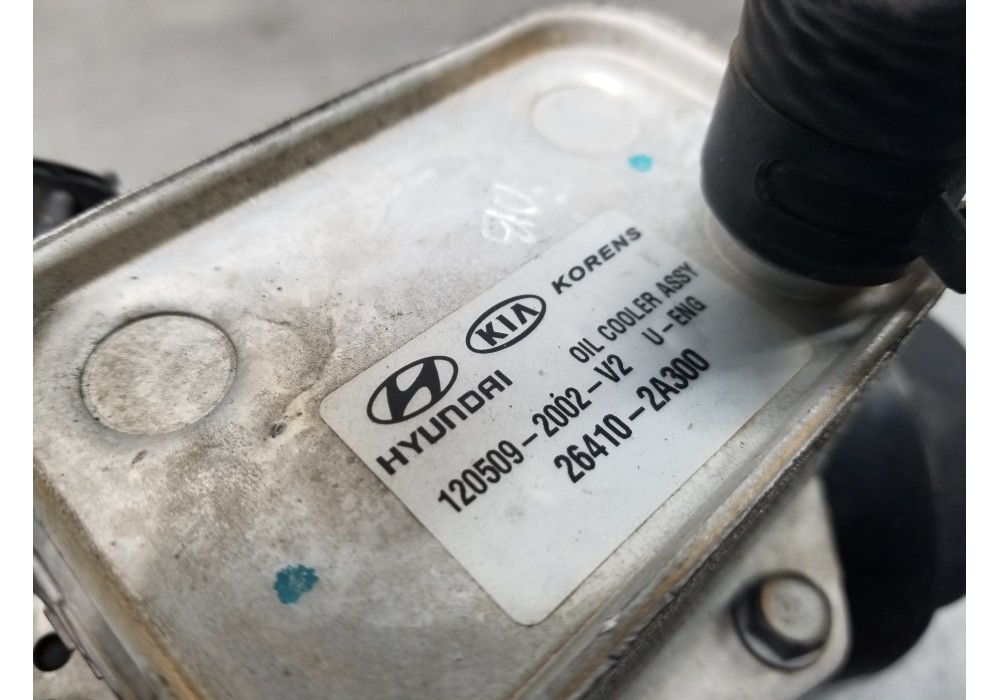 HYUNDAI KIA KORENS
OIL COOLER ASSY
120509-2002-V2 U-ENG
26410-2A300